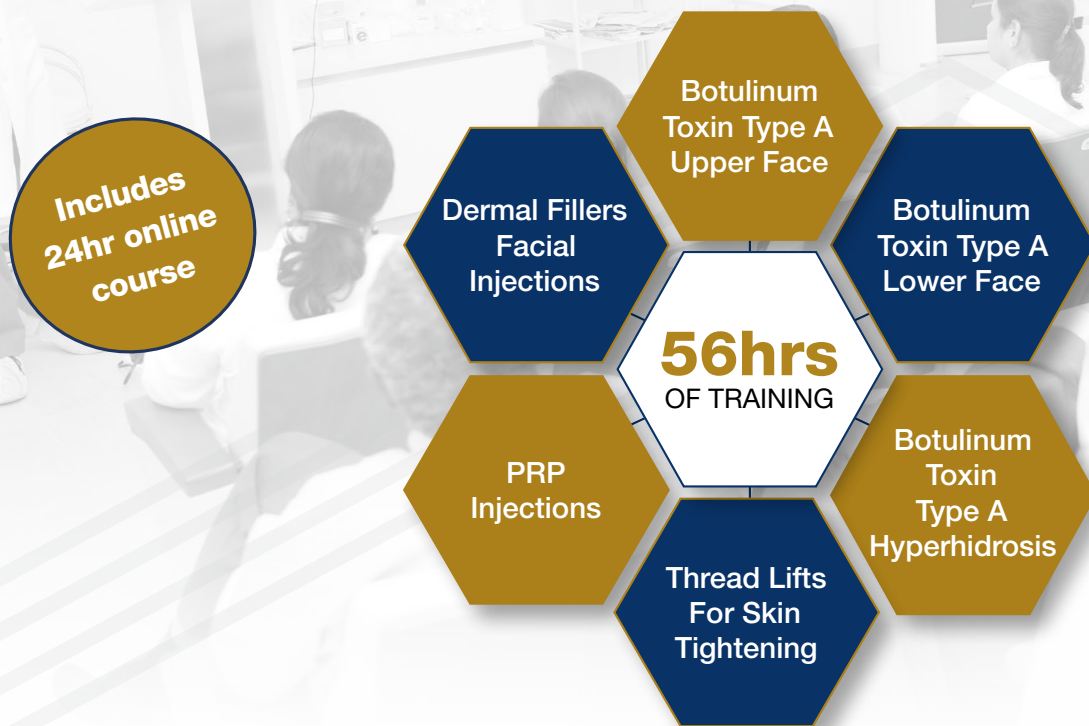 Includes
24hr online
course
Botulinum
Toxin Type A
Upper Face
Dermal Fillers
Facial
Injections
Botulinum
Toxin Type A
Lower Face
56hrs
OF TRAINING
PRP
Injections
Botulinum
Toxin
Type A
Hyperhidrosis
Thread Lifts
For Skin
Tightening